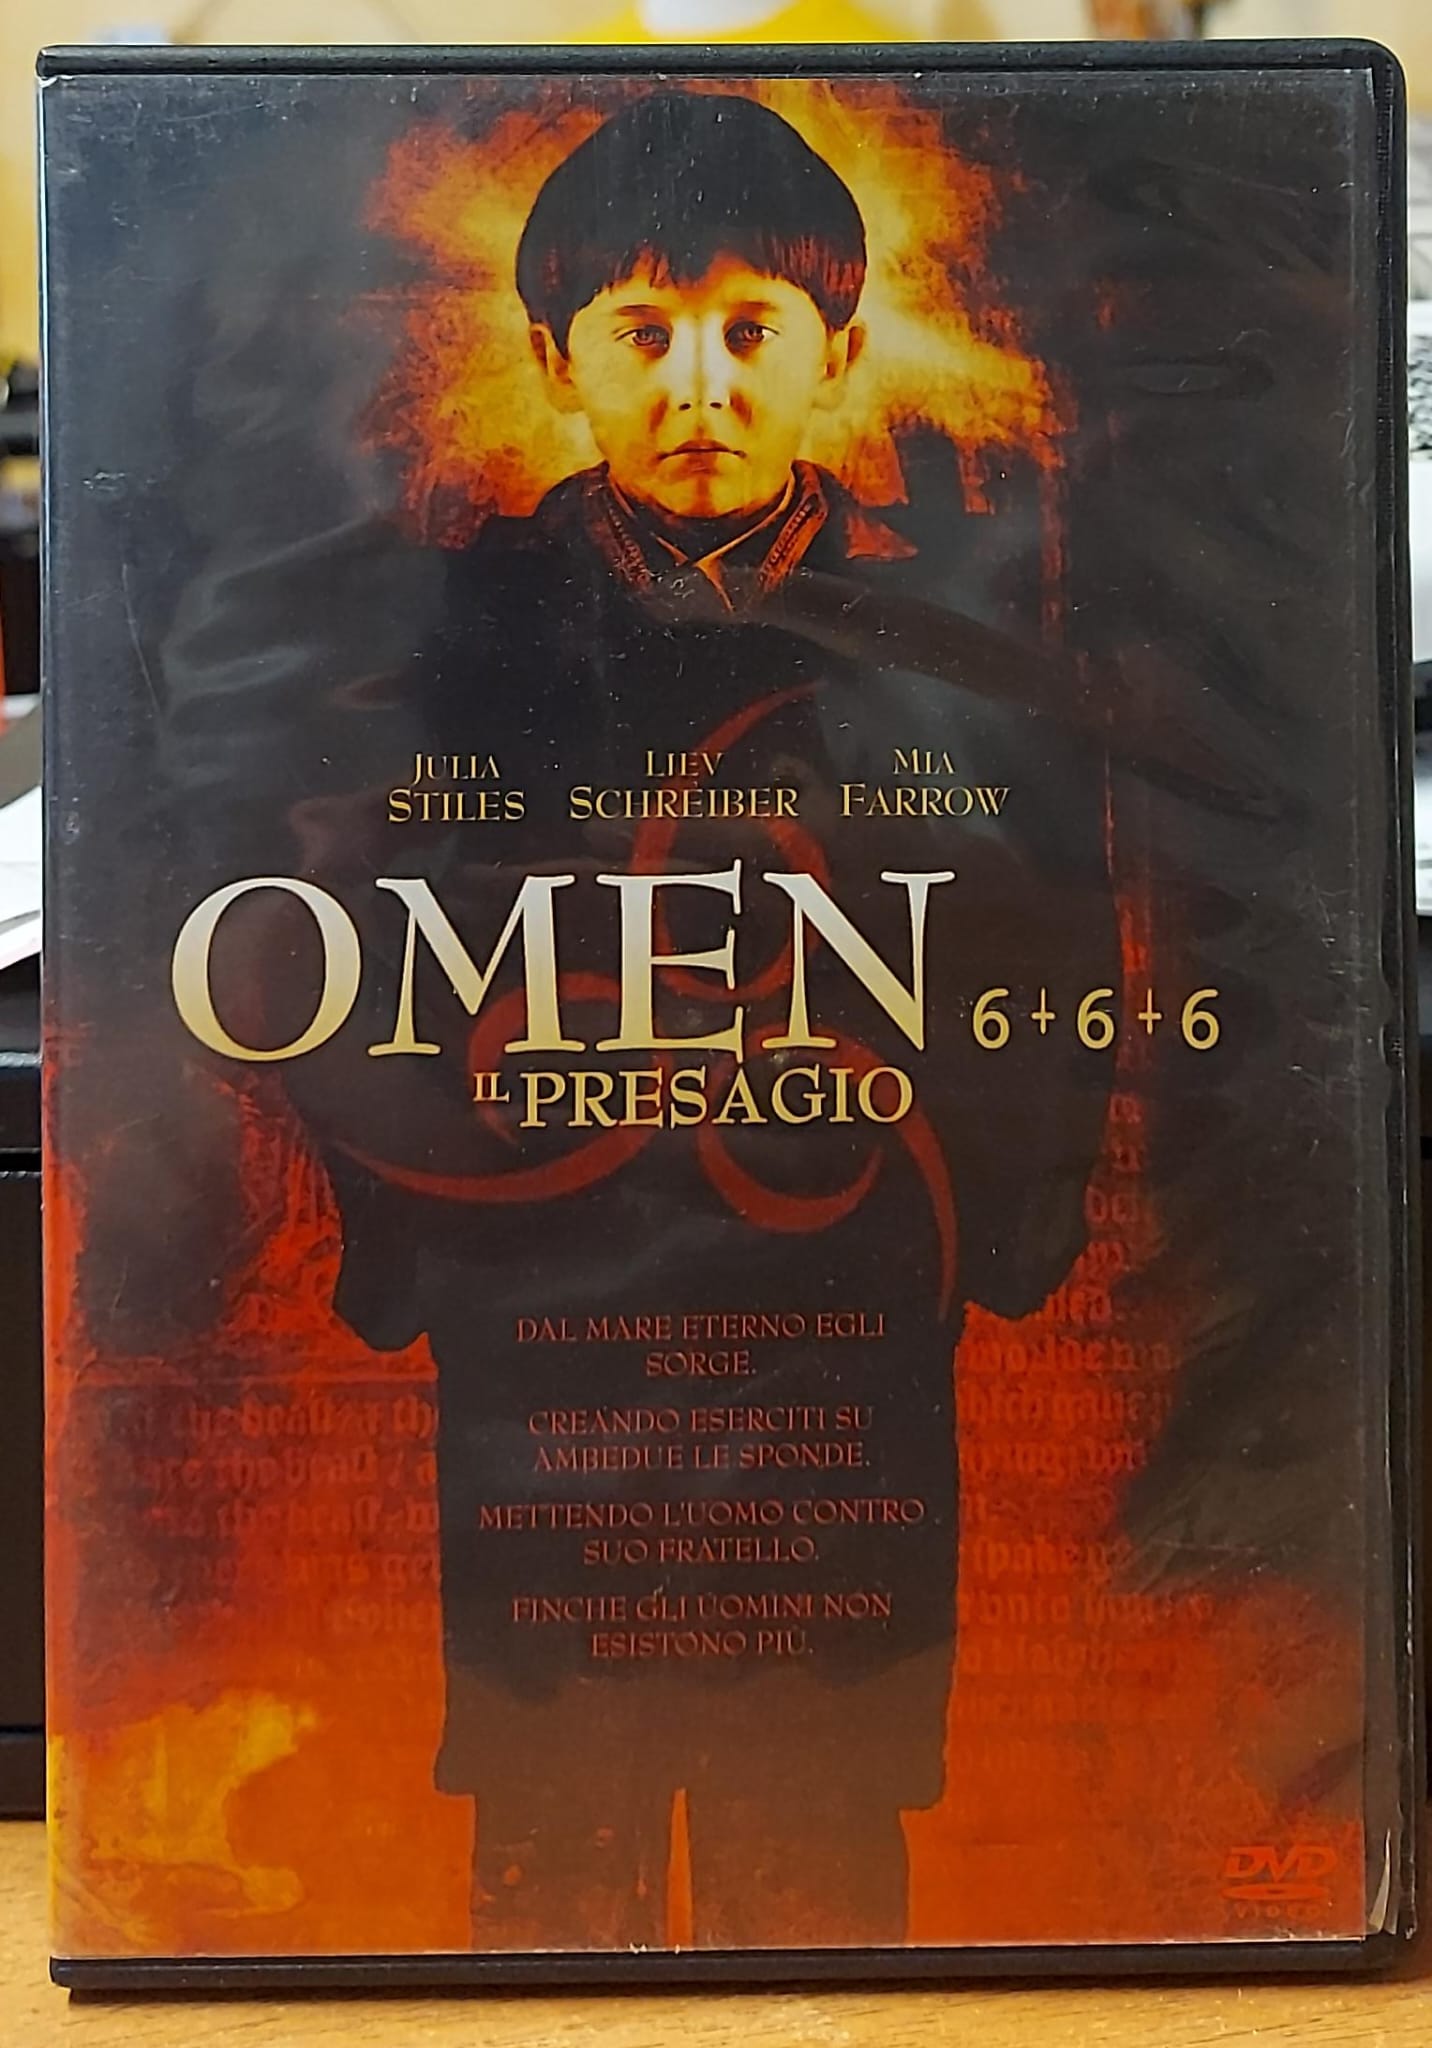 JULIA
STILES
LIEV
SCHREIBER
MIA
FARROW
OMEN 6+6+6
IL PRESAGIO
DAL MARE ETERNO EGLI
SORGE.
CREANDO ESERCITI SU
AMBEDUE LE SPONDE.
METTENDO L'UOMO CONTRO
SUO FRATELLO.
FINCHE GLI UOMINI NON
ESISTONO PIÙ.
DVD
VIDEO